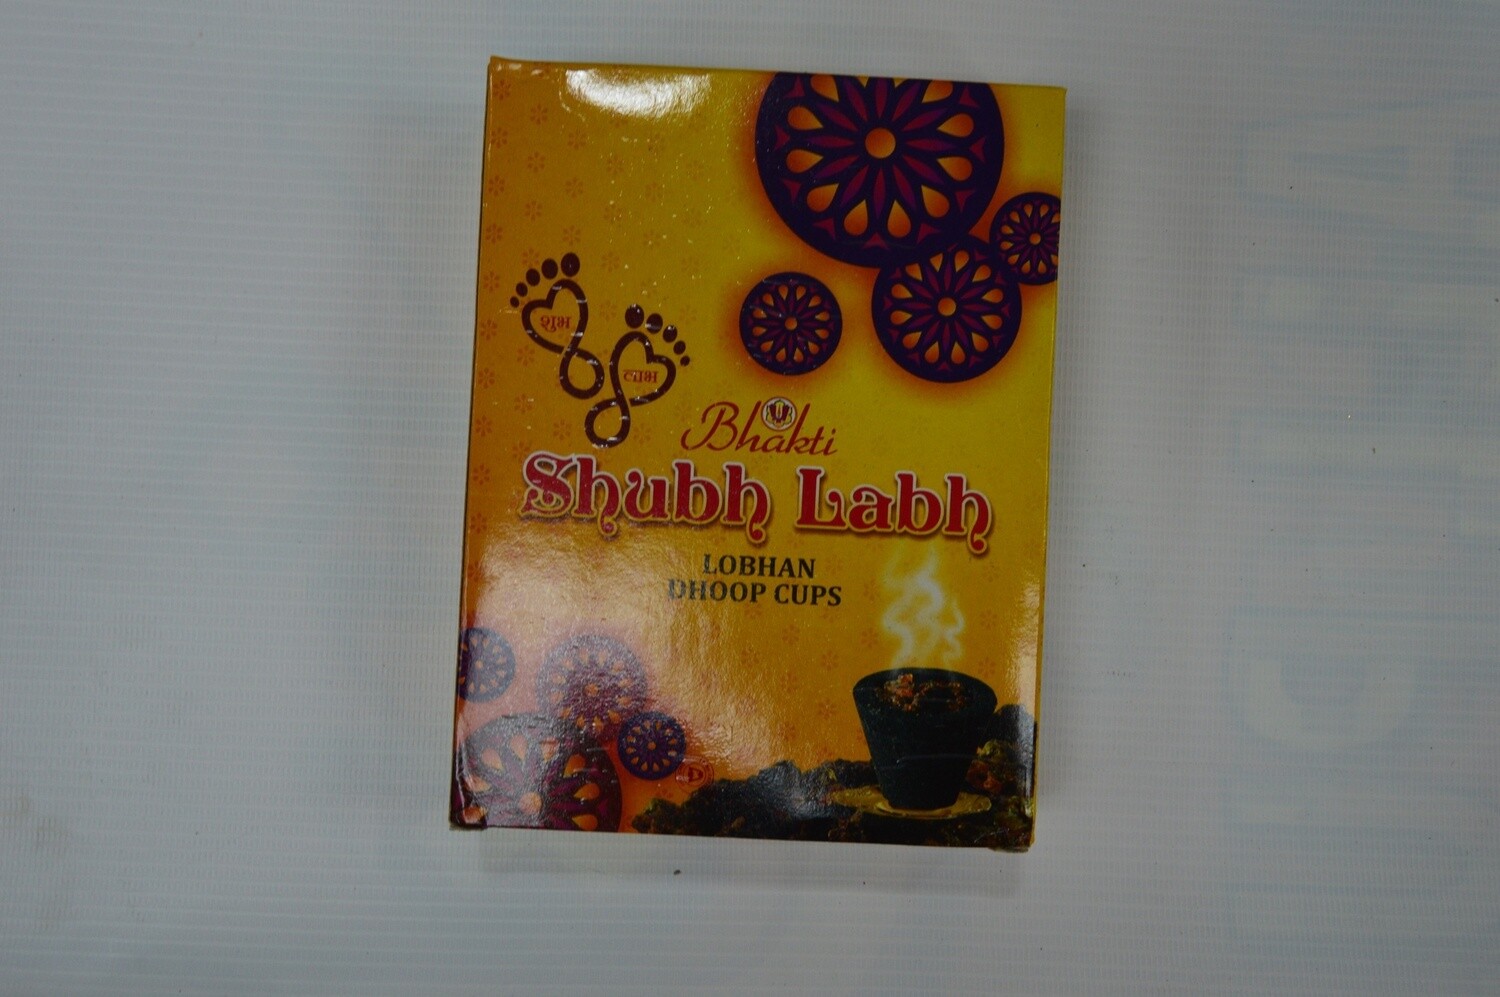 शुभ
लाभ
Bhakti
Shubh Labh
LOBHAN
DHOOP CUPS